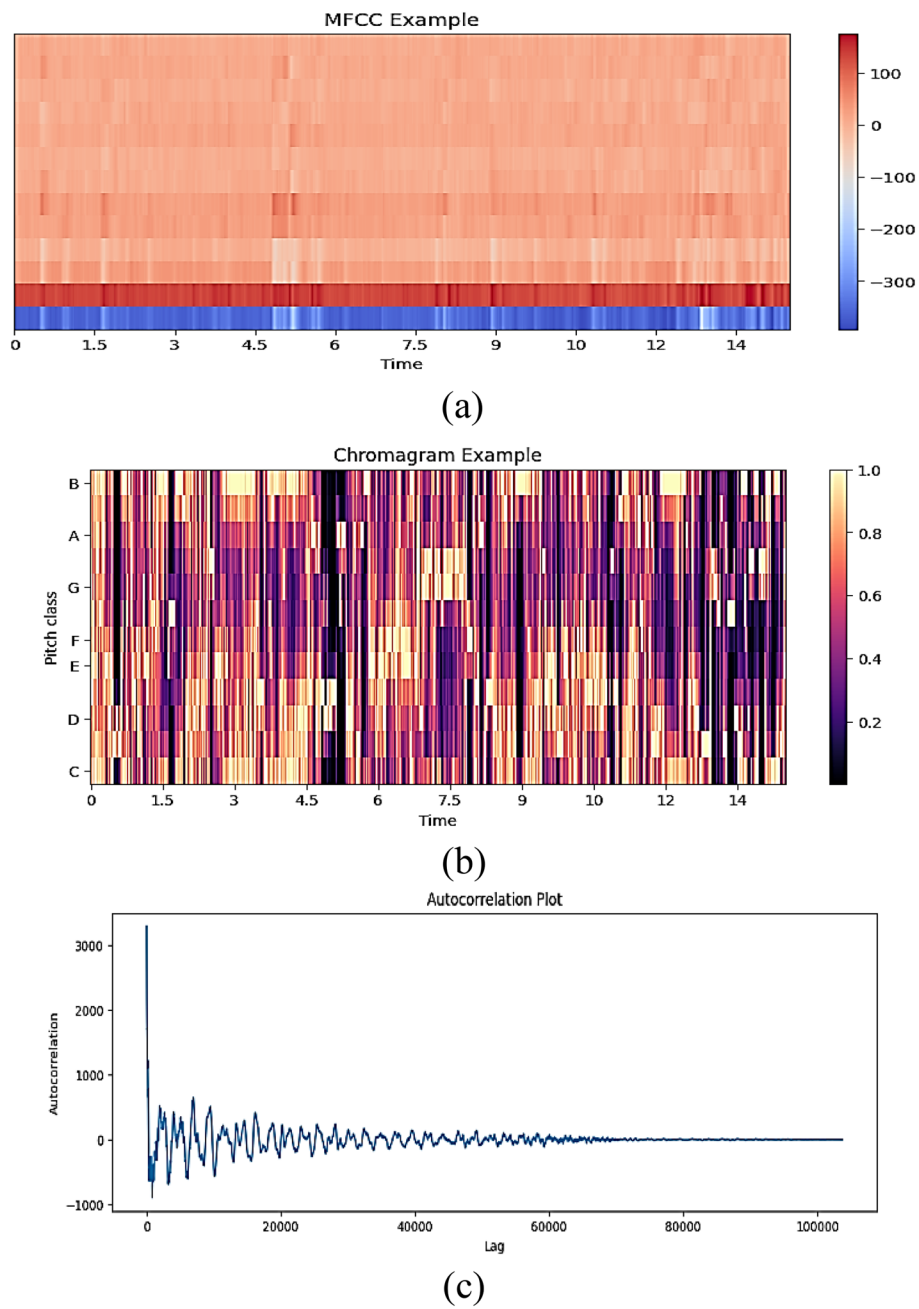 MFCC Example
100
0
−100
−200
−300
0 1.5 3 4.5 6 7.5 9 10 12 14
Time
(a)
Chromagram Example
Pitch class
B
A
G
F
E
D
C
1.0
0.8
0.6
0.4
0.2
0 1.5 3 4.5 6 7.5 9 10 12 14
Time
(b)
Autocorrelation Plot
Autocorrelation
3000
2000
1000
0
−1000
0 20000 40000 60000 80000 100000
Lag
(c)